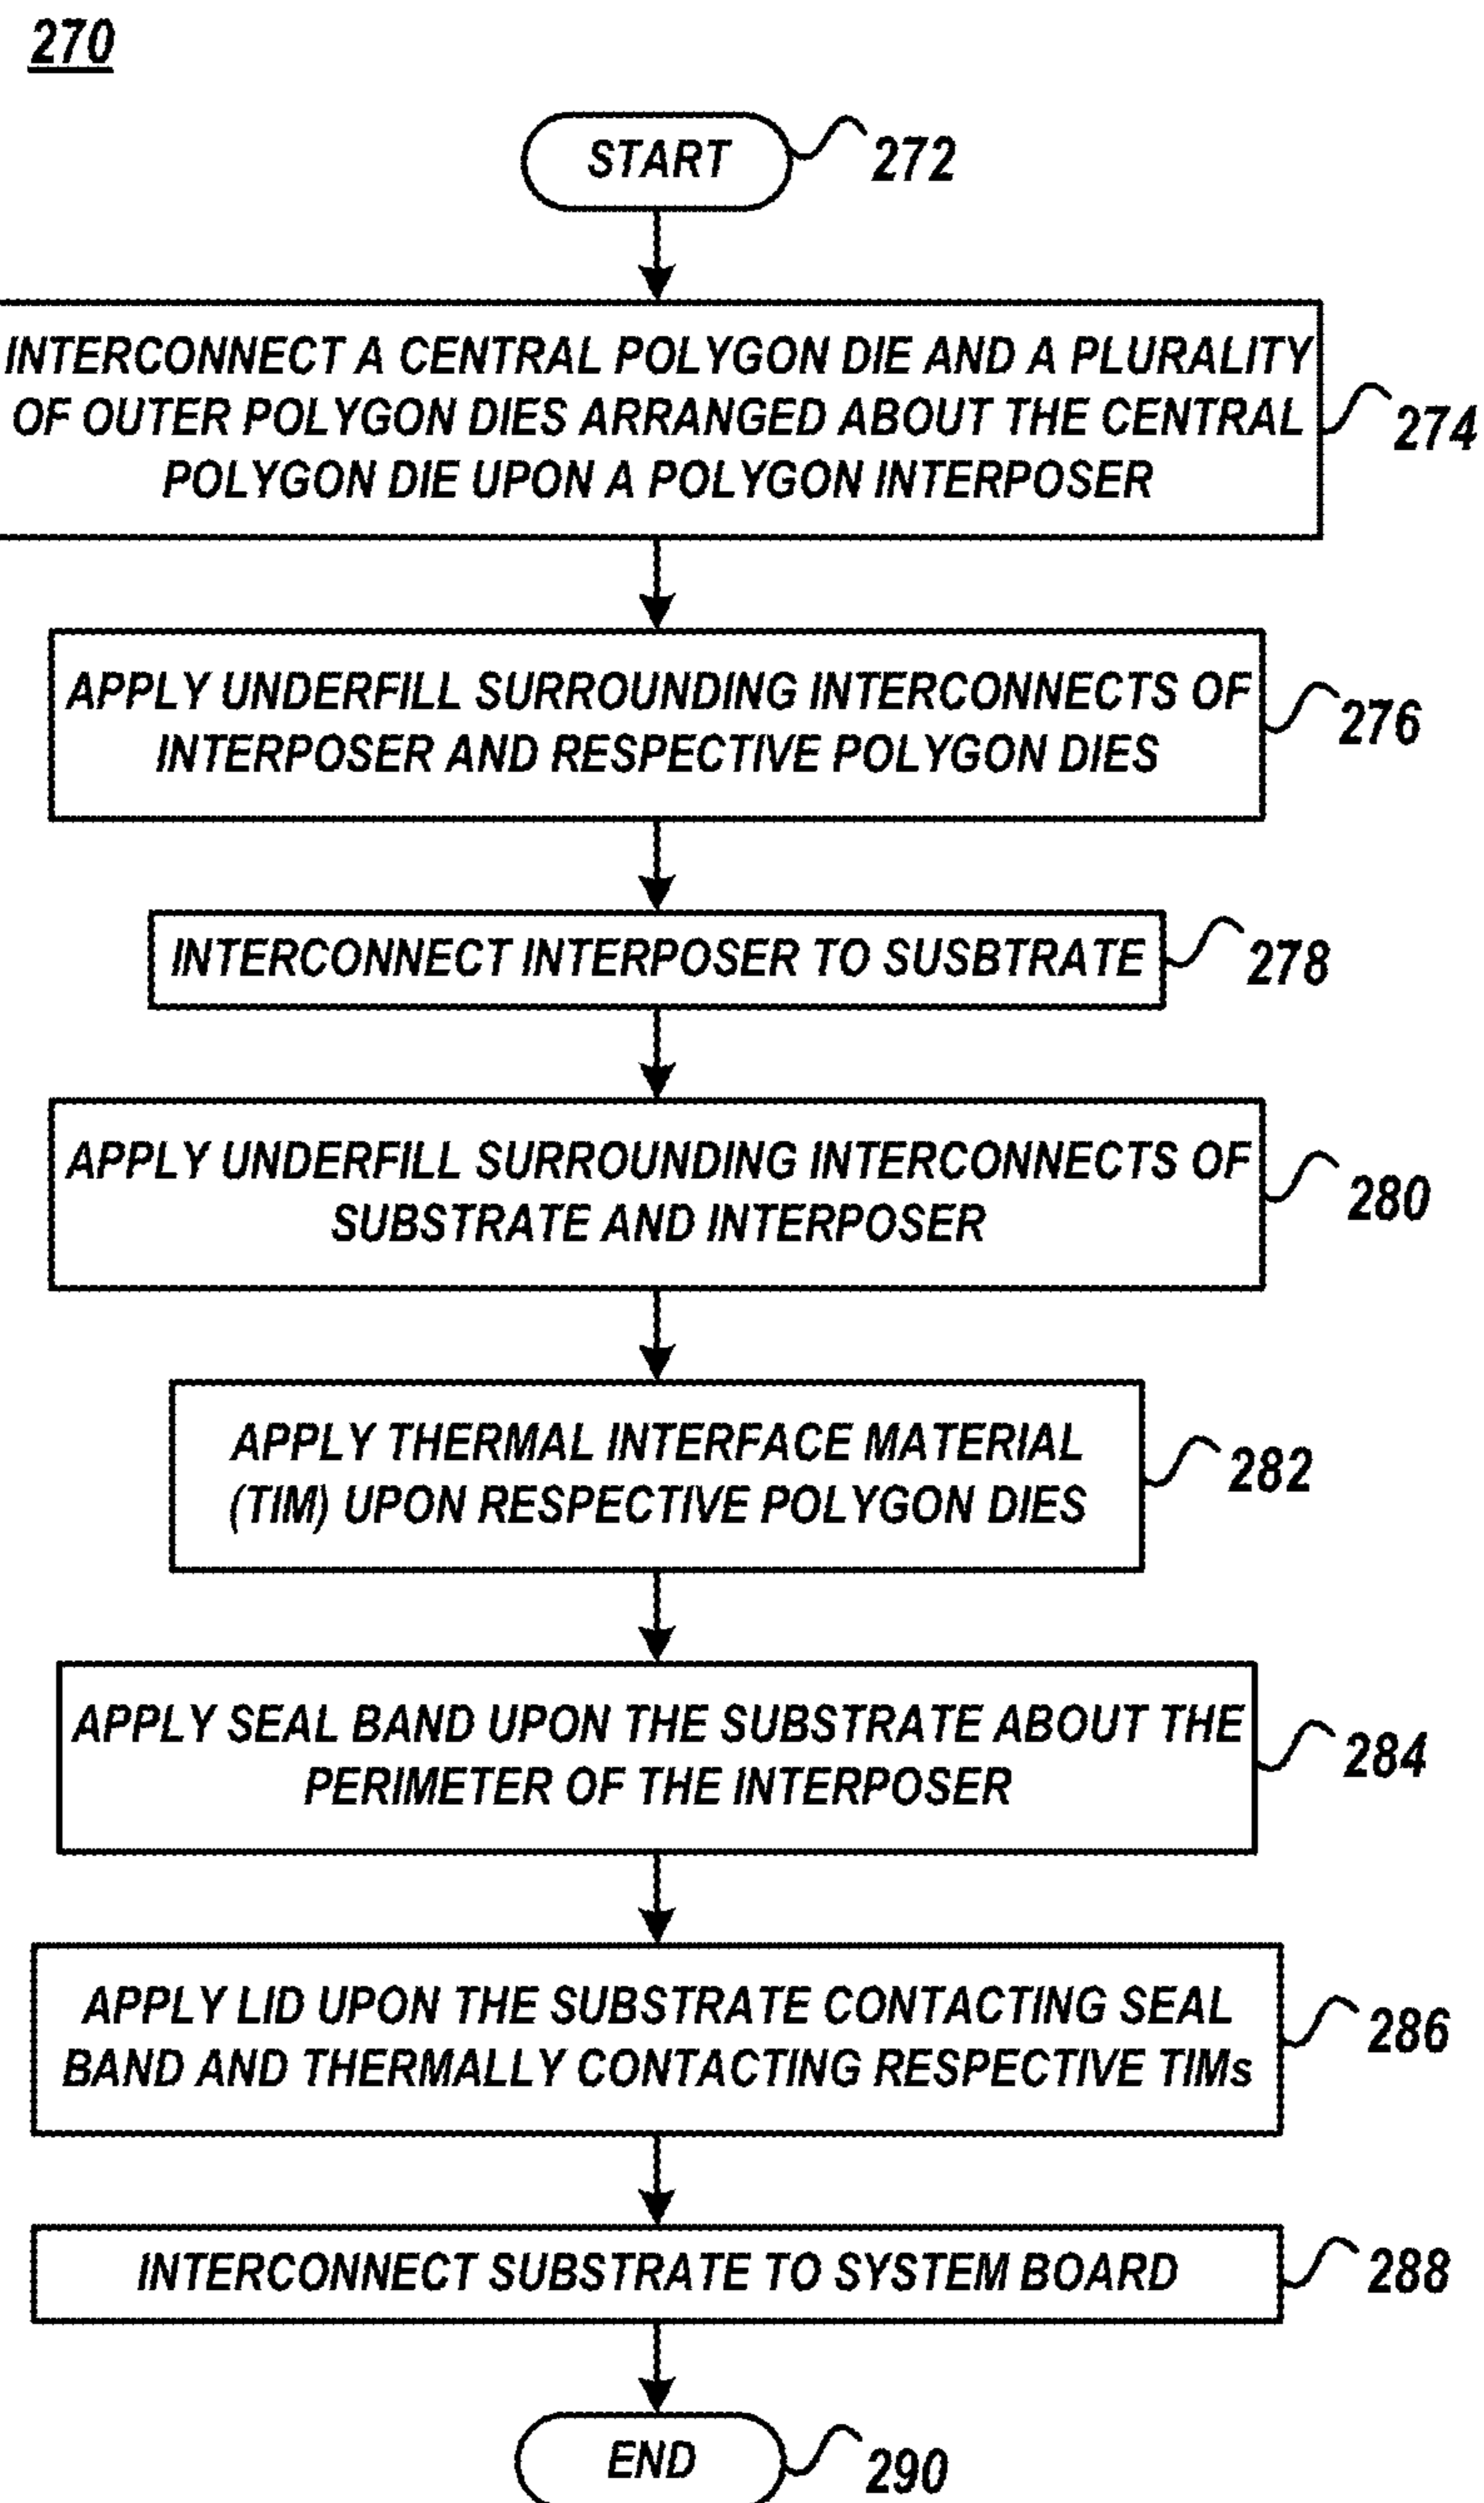 270
START
272
INTERCONNECT A CENTRAL POLYGON DIE AND A PLURALITY
OF OUTER POLYGON DIES ARRANGED ABOUT THE CENTRAL
POLYGON DIE UPON A POLYGON INTERPOSER
274
APPLY UNDERFILL SURROUNDING INTERCONNECTS OF
INTERPOSER AND RESPECTIVE POLYGON DIES
276
INTERCONNECT INTERPOSER TO SUSBTRATE
278
APPLY UNDERFILL SURROUNDING INTERCONNECTS OF
SUBSTRATE AND INTERPOSER
280
APPLY THERMAL INTERFACE MATERIAL
(TIM) UPON RESPECTIVE POLYGON DIES
282
APPLY SEAL BAND UPON THE SUBSTRATE ABOUT THE
PERIMETER OF THE INTERPOSER
284
APPLY LID UPON THE SUBSTRATE CONTACTING SEAL
BAND AND THERMALLY CONTACTING RESPECTIVE TIMs
286
INTERCONNECT SUBSTRATE TO SYSTEM BOARD
288
END
290